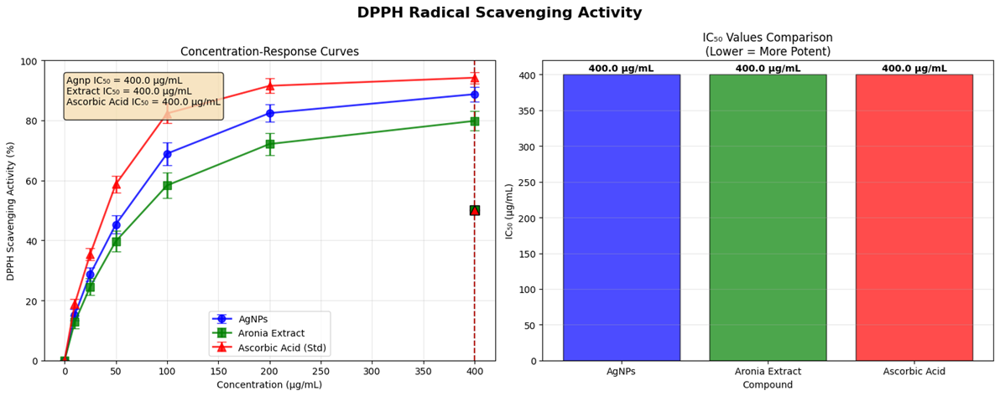 DPPH Radical Scavenging Activity
Concentration-Response Curves
Agnp IC₅₀ = 400.0 µg/mL
Extract IC₅₀ = 400.0 µg/mL
Ascorbic Acid IC₅₀ = 400.0 µg/mL
DPPH Scavenging Activity (%)
100
80
60
40
20
0
AgNPs
Aronia Extract
Ascorbic Acid (Std)
0 50 100 150 200 250 300 350 400
Concentration (µg/mL)
IC₅₀ Values Comparison
(Lower = More Potent)
400.0 µg/mL 400.0 µg/mL 400.0 µg/mL
IC₅₀ (µg/mL)
400
350
300
250
200
150
100
50
0
AgNPs Aronia Extract Ascorbic Acid
Compound